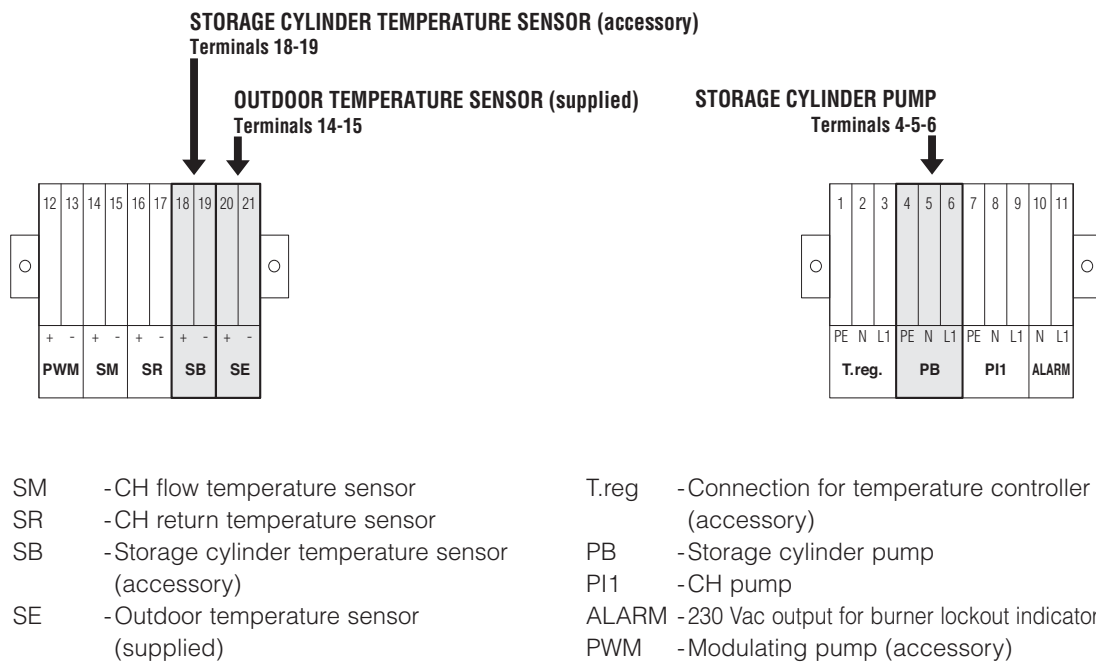 STORAGE CYLINDER TEMPERATURE SENSOR (accessory)
Terminals 18-19
OUTDOOR TEMPERATURE SENSOR (supplied)
Terminals 14-15
STORAGE CYLINDER PUMP
Terminals 4-5-6
12 13 14 15 16 17 18 19 20 21
+ - + - + - + - + -
PWM SM SR SB SE
1 2 3 4 5 6 7 8 9 10 11
PE N L1 PE N L1 PE N L1 N L1
T.reg. PB PI1 ALARM
SM - CH flow temperature sensor
SR - CH return temperature sensor
SB - Storage cylinder temperature sensor
(accessory)
SE - Outdoor temperature sensor
(supplied)
T.reg - Connection for temperature controller
(accessory)
PB - Storage cylinder pump
PI1 - CH pump
ALARM - 230 Vac output for burner lockout indicator
PWM - Modulating pump (accessory)